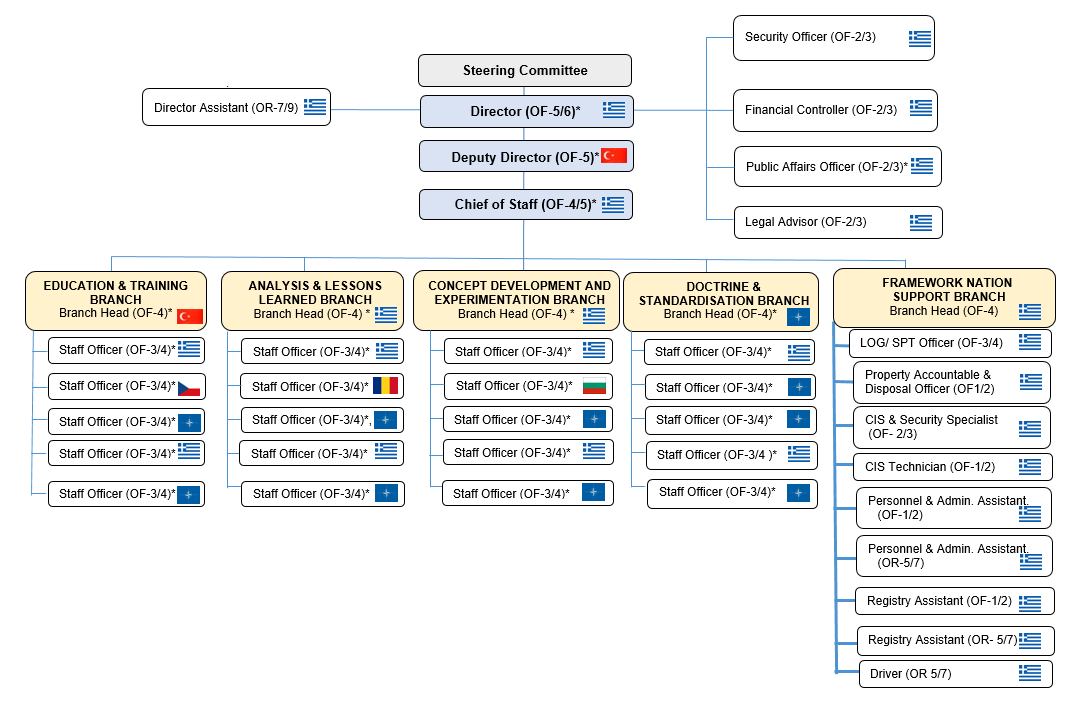 Steering Committee
Director Assistant (OR-7/9)
Director (OF-5/6)*
Deputy Director (OF-5)*
Chief of Staff (OF-4/5)*
Security Officer (OF-2/3)
Financial Controller (OF-2/3)
Public Affairs Officer (OF-2/3)*
Legal Advisor (OF-2/3)
EDUCATION & TRAINING
BRANCH
Branch Head (OF-4)*
Staff Officer (OF-3/4)*
Staff Officer (OF-3/4)*
Staff Officer (OF-3/4)*
Staff Officer (OF-3/4)*
Staff Officer (OF-3/4)*
ANALYSIS & LESSONS
LEARNED BRANCH
Branch Head (OF-4) *
Staff Officer (OF-3/4)*
Staff Officer (OF-3/4)*
Staff Officer (OF-3/4)*,
Staff Officer (OF-3/4)*
Staff Officer (OF-3/4)*
CONCEPT DEVELOPMENT AND
EXPERIMENTATION BRANCH
Branch Head (OF-4) *
Staff Officer (OF-3/4)*
Staff Officer (OF-3/4)*
Staff Officer (OF-3/4)*
Staff Officer (OF-3/4)*
Staff Officer (OF-3/4)*
DOCTRINE &
STANDARDISATION BRANCH
Branch Head (OF-4)*
Staff Officer (OF-3/4)*
Staff Officer (OF-3/4)*
Staff Officer (OF-3/4)*
Staff Officer (OF-3/4 )*
Staff Officer (OF-3/4)*
FRAMEWORK NATION
SUPPORT BRANCH
Branch Head (OF-4)
LOG/ SPT Officer (OF-3/4)
Property Accountable &
Disposal Officer (OF1/2)
CIS & Security Specialist
(OF- 2/3)
CIS Technician (OF-1/2)
Personnel & Admin. Assistant.
(OF-1/2)
Personnel & Admin. Assistant.
(OR-5/7)
Registry Assistant (OF-1/2)
Registry Assistant (OR- 5/7)
Driver (OR 5/7)